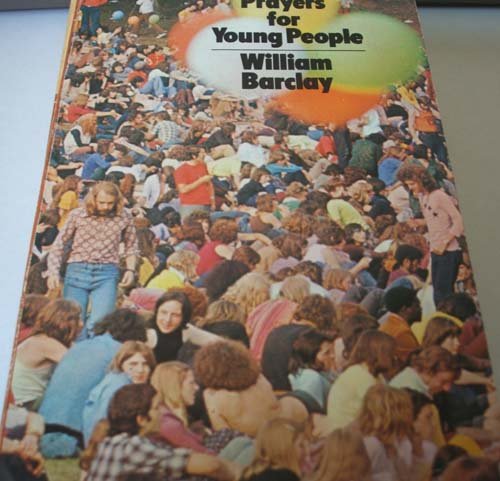 Prayers
for
Young People
William
Barclay